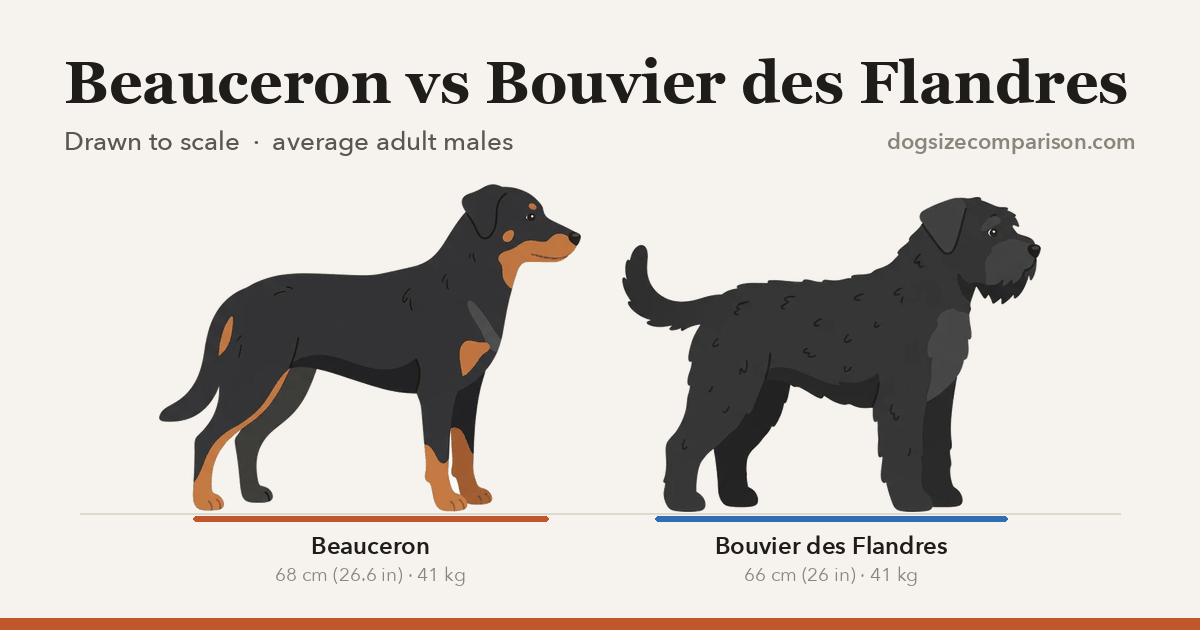 Beauceron vs Bouvier des Flandres
Drawn to scale · average adult males
dogsizecomparison.com
Beauceron
68 cm (26.6 in) · 41 kg
Bouvier des Flandres
66 cm (26 in) · 41 kg